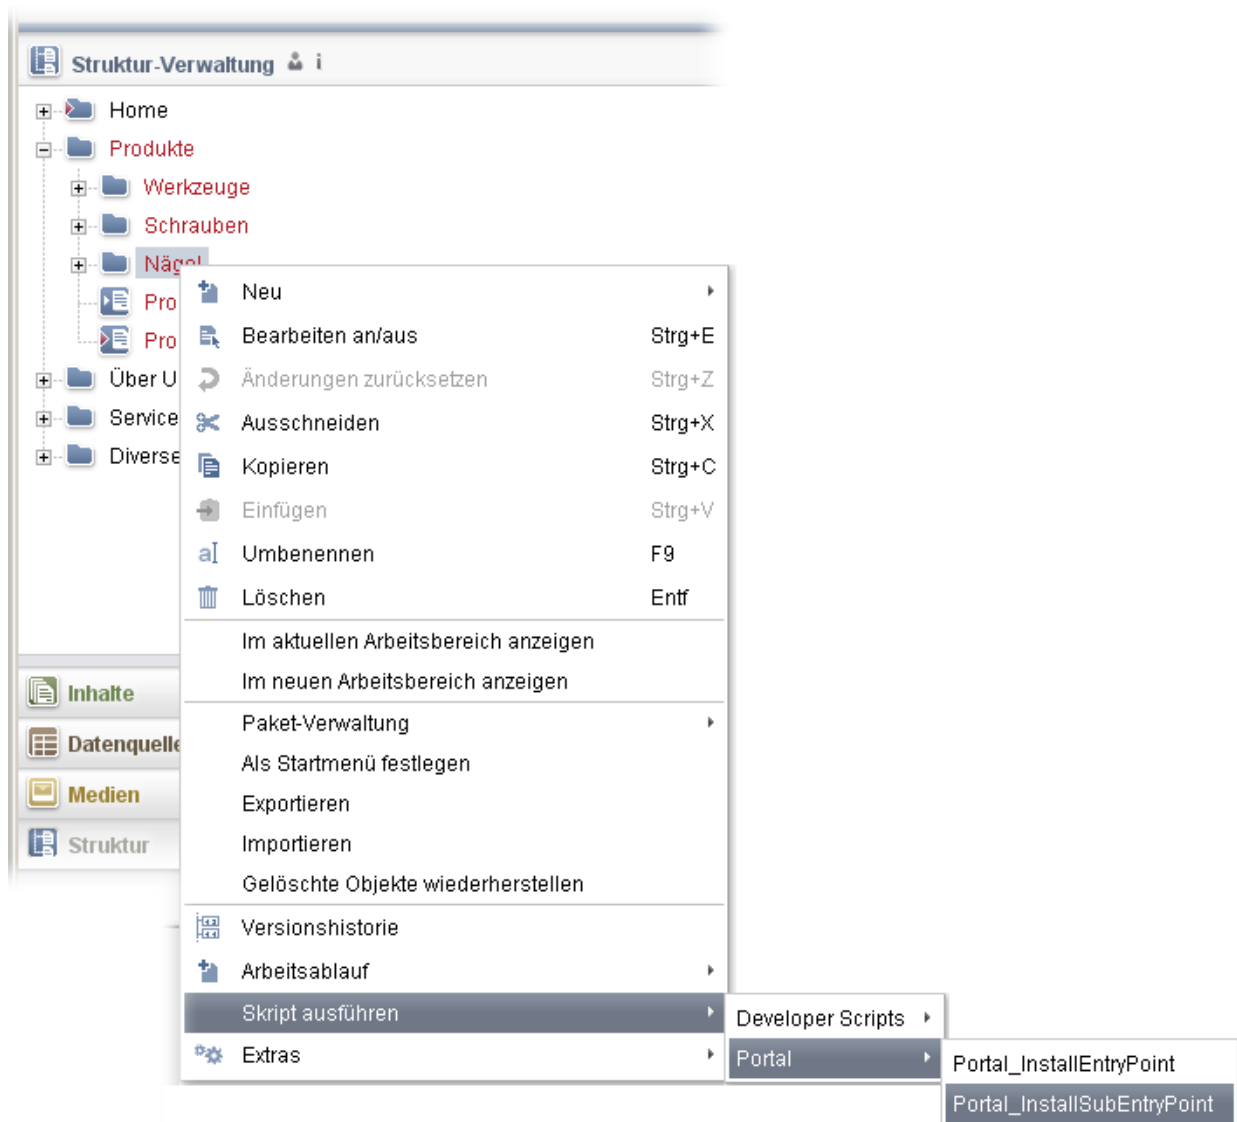 Struktur-Verwaltung i
Home
Produkte
Werkzeuge
Schrauben
Nägel
Pro
Pro
Über U
Service
Diverse
Neu
Bearbeiten an/aus Strg+E
Änderungen zurücksetzen Strg+Z
Ausschneiden Strg+X
Kopieren Strg+C
Einfügen Strg+V
Umbenennen F9
Löschen Entf
Im aktuellen Arbeitsbereich anzeigen
Im neuen Arbeitsbereich anzeigen
Paket-Verwaltung
Als Startmenü festlegen
Exportieren
Importieren
Gelöschte Objekte wiederherstellen
Versionshistorie
Arbeitsablauf
Skript ausführen
Extras
Inhalte
Datenquelle
Medien
Struktur
Developer Scripts
Portal
Portal_InstallEntryPoint
Portal_InstallSubEntryPoint